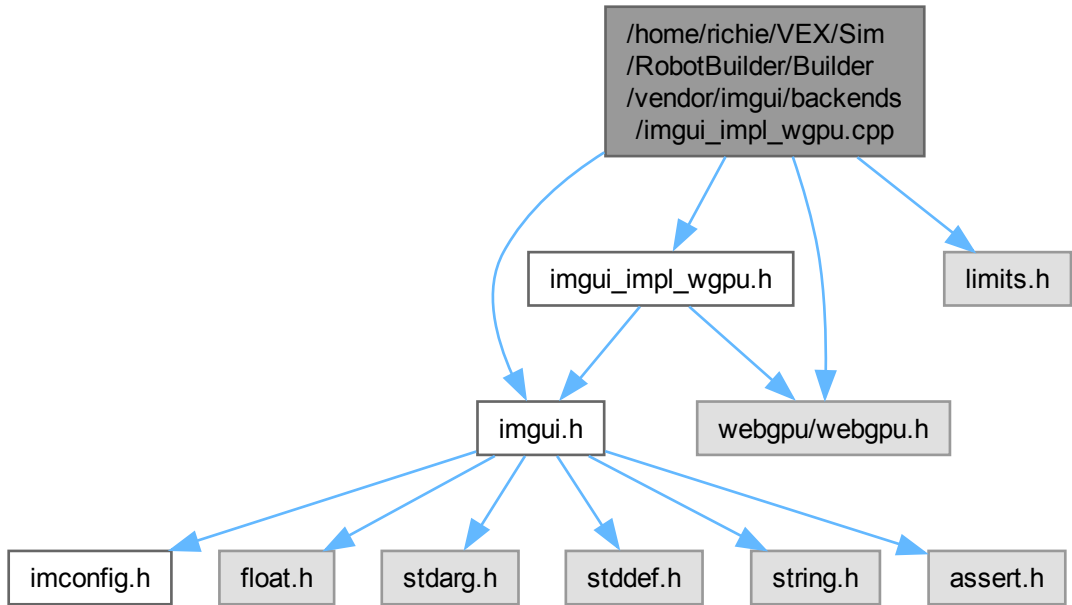 /home/richie/VEX/Sim
/RobotBuilder/Builder
/vendor/imgui/backends
/imgui_impl_wgpu.cpp
imgui_impl_wgpu.h
limits.h
imgui.h
webgpu/webgpu.h
imconfig.h
float.h
stdarg.h
stddef.h
string.h
assert.h